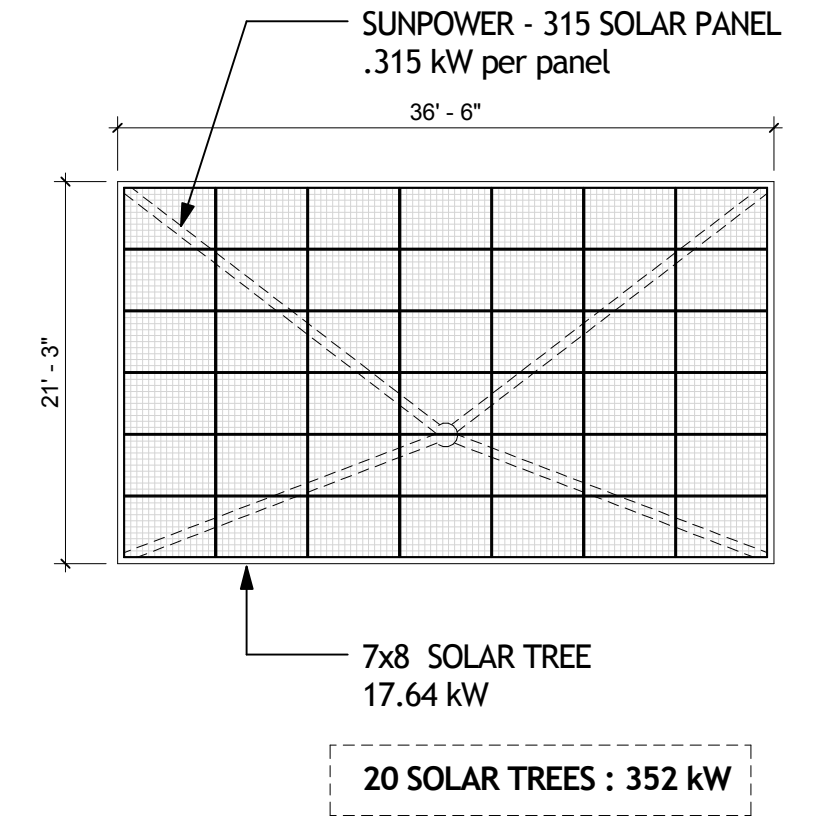 SUNPOWER - 315 SOLAR PANEL
.315 kW per panel
36' - 6"
21' - 3"
7x8 SOLAR TREE
17.64 kW
20 SOLAR TREES : 352 kW